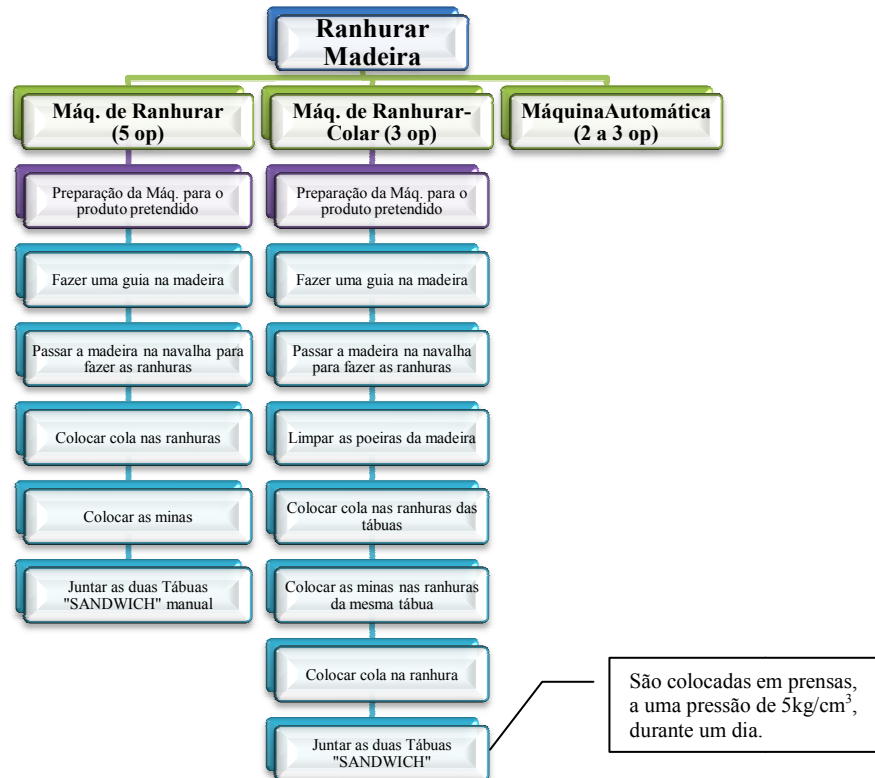 Ranhurar
Madeira
Máq. de Ranhurar
(5 op)
Máq. de Ranhurar-
Colar (3 op)
MáquinaAutomática
(2 a 3 op)
Preparação da Máq. para o
produto pretendido
Fazer uma guia na madeira
Passar a madeira na navalha para
fazer as ranhuras
Colocar cola nas ranhuras
Colocar as minas
Juntar as duas Tábuas
"SANDWICH" manual
Preparação da Máq. para o
produto pretendido
Fazer uma guia na madeira
Passar a madeira na navalha
para fazer as ranhuras
Limpar as poeiras da madeira
Colocar cola nas ranhuras das
tábuas
Colocar as minas nas ranhuras
da mesma tábua
Colocar cola na ranhura
Juntar as duas Tábuas
"SANDWICH"
São colocadas em prensas,
a uma pressão de 5kg/cm³,
durante um dia.